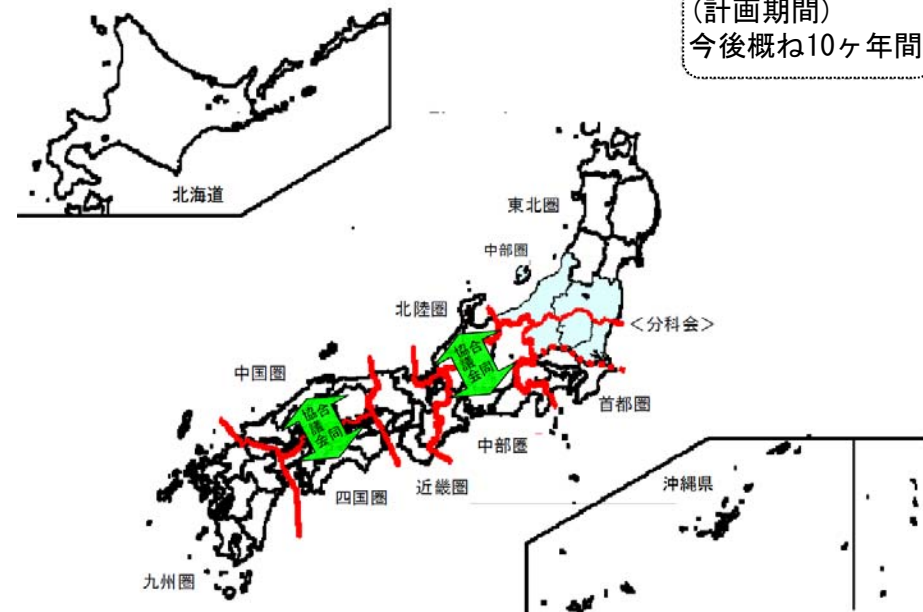 (計画期間)
今後概ね10ヶ年間
北海道
東北圏
中部圏
北陸圏
<分科会>
合同
協議会
中国圏
首都圏
合同
協議会
中部圏
沖縄県
近畿圏
四国圏
九州圏